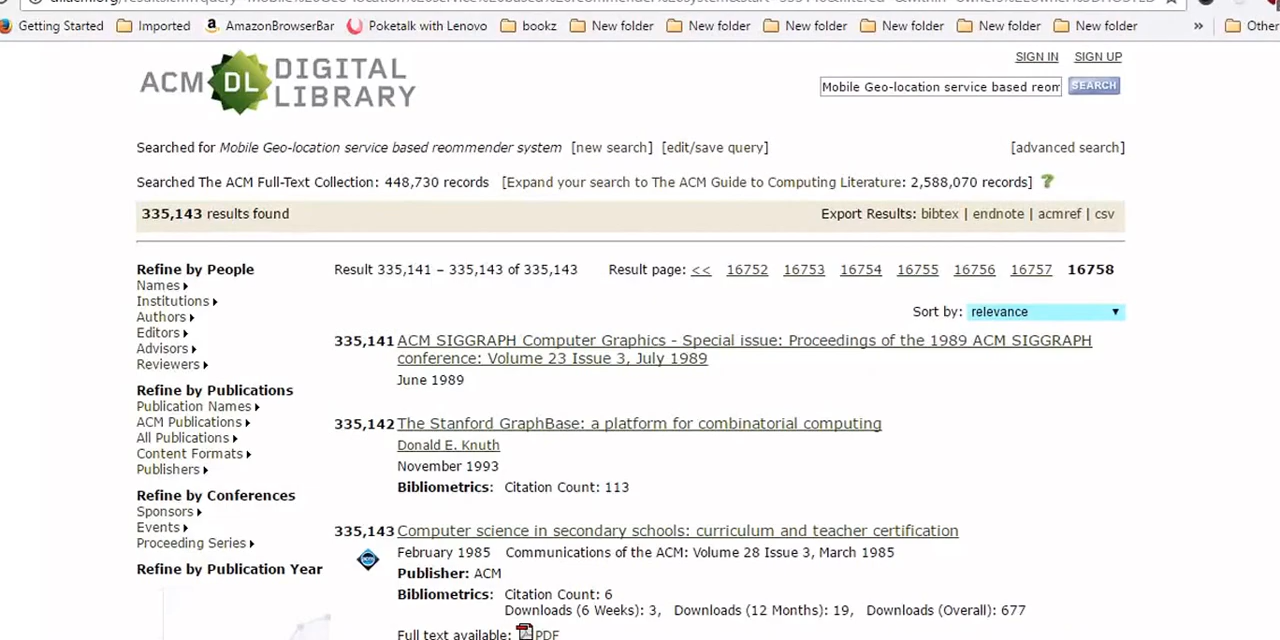 Getting Started Imported AmazonBrowserBar Poketalk with Lenovo bookz New folder New folder New folder New folder New folder New folder » Other
ACM DL DIGITAL LIBRARY
SIGN IN SIGN UP
Mobile Geo-location service based reom SEARCH
Searched for Mobile Geo-location service based reommender system [new search] [edit/save query] [advanced search]
Searched The ACM Full-Text Collection: 448,730 records [Expand your search to The ACM Guide to Computing Literature: 2,588,070 records] ?
335,143 results found Export Results: bibtex | endnote | acmref | csv
Refine by People
Names
Institutions
Authors
Editors
Advisors
Reviewers
Refine by Publications
Publication Names
ACM Publications
All Publications
Content Formats
Publishers
Refine by Conferences
Sponsors
Events
Proceeding Series
Refine by Publication Year
Result 335,141 – 335,143 of 335,143 Result page: << 16752 16753 16754 16755 16756 16757 16758
Sort by: relevance
335,141 ACM SIGGRAPH Computer Graphics - Special issue: Proceedings of the 1989 ACM SIGGRAPH
conference: Volume 23 Issue 3, July 1989
June 1989
335,142 The Stanford GraphBase: a platform for combinatorial computing
Donald E. Knuth
November 1993
Bibliometrics: Citation Count: 113
335,143 Computer science in secondary schools: curriculum and teacher certification
February 1985 Communications of the ACM: Volume 28 Issue 3, March 1985
Publisher: ACM
Bibliometrics: Citation Count: 6
Downloads (6 Weeks): 3, Downloads (12 Months): 19, Downloads (Overall): 677
Full text available: PDF